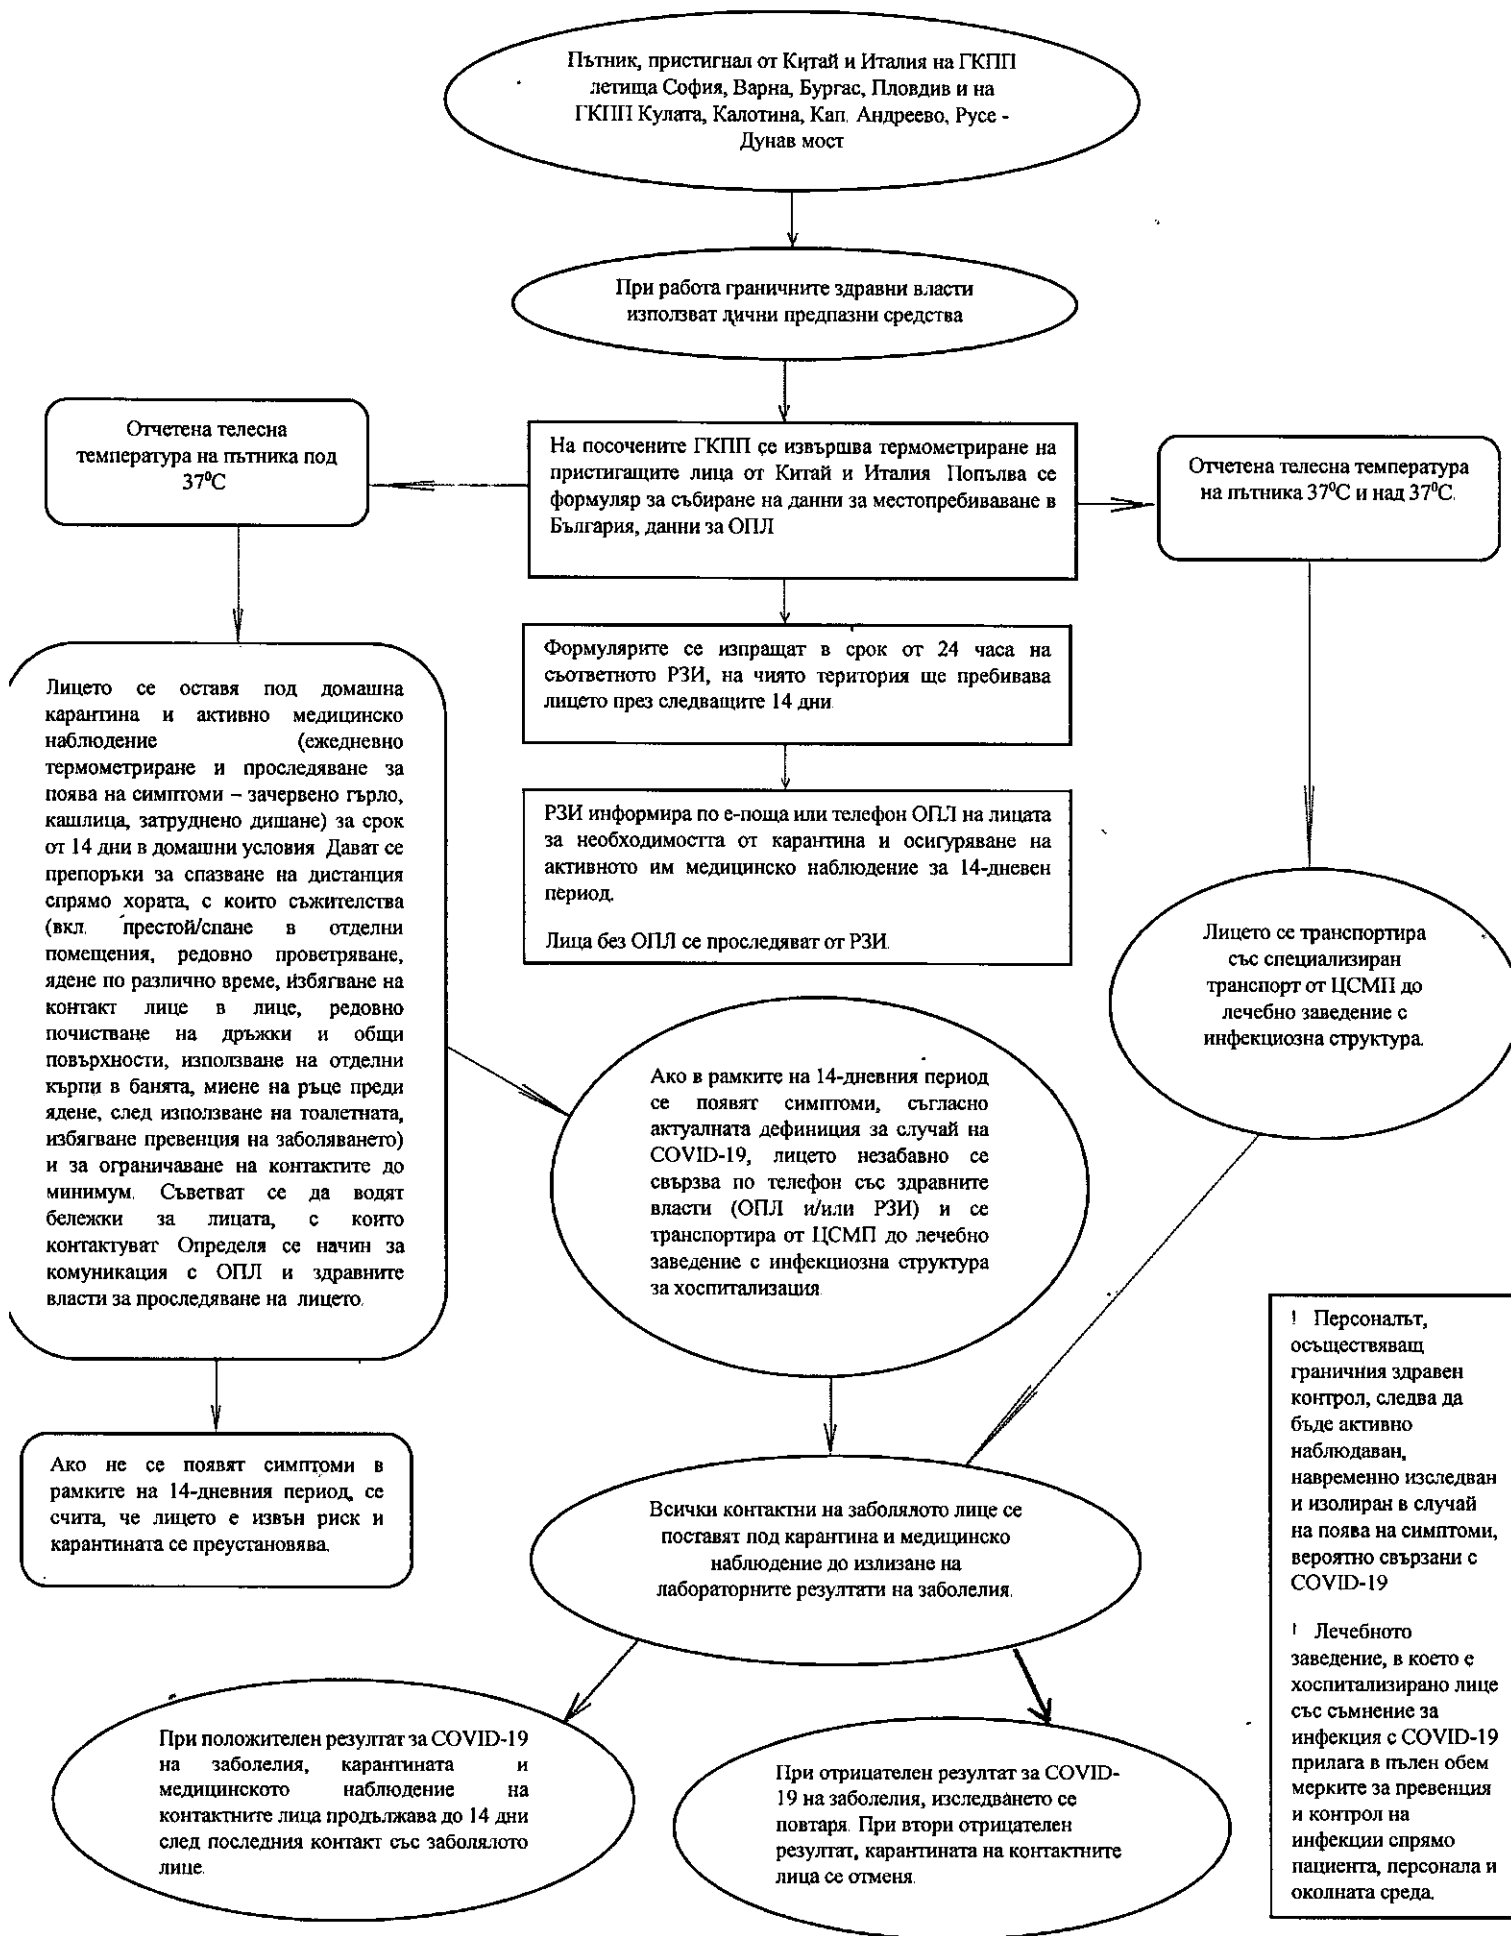 Пътник, пристигнал от Китай и Италия на ГКПП
летища София, Варна, Бургас, Пловдив и на
ГКПП Кулата, Калотина, Кап. Андреево, Русе -
Дунав мост
При работа граничните здравни власти
използват лични предпазни средства
Отчетена телесна
температура на пътника под
37⁰С
На посочените ГКПП се извършва термометриране на
пристигащите лица от Китай и Италия Попълва се
формуляр за събиране на данни за местопребиваване в
България, данни за ОПЛ
Отчетена телесна температура
на пътника 37⁰С и над 37⁰С.
Формулярите се изпращат в срок от 24 часа на
съответното РЗИ, на чиято територия ще пребивава
лицето през следващите 14 дни
РЗИ информира по е-поща или телефон ОПЛ на лицата
за необходимостта от карантина и осигуряване на
активното им медицинско наблюдение за 14-дневен
период.
Лица без ОПЛ се проследяват от РЗИ.
Лицето се оставя под домашна
карантина и активно медицинско
наблюдение (ежедневно
термометриране и проследяване за
поява на симптоми – зачервено гърло,
кашлица, затруднено дишане) за срок
от 14 дни в домашни условия Дават се
препоръки за спазване на дистанция
спрямо хората, с които съжителства
(вкл. престой/спане в отделни
помещения, редовно проветряване,
ядене по различно време, избягване на
контакт лице в лице, редовно
почистване на дръжки и общи
повърхности, използване на отделни
кърпи в банята, миене на ръце преди
ядене, след използване на тоалетната,
избягване превенция на заболяването)
и за ограничаване на контактите до
минимум. Съветват се да водят
бележки за лицата, с които
контактуват Определя се начин за
комуникация с ОПЛ и здравните
власти за проследяване на лицето.
Лицето се транспортира
със специализиран
транспорт от ЦСМП до
лечебно заведение с
инфекциозна структура.
Ако в рамките на 14-дневния период
се появят симптоми, съгласно
актуалната дефиниция за случай на
COVID-19, лицето незабавно се
свързва по телефон със здравните
власти (ОПЛ и/или РЗИ) и се
транспортира от ЦСМП до лечебно
заведение с инфекциозна структура
за хоспитализация
Ако не се появят симптоми в
рамките на 14-дневния период, се
счита, че лицето е извън риск и
карантината се преустановява.
Всички контактни на заболялото лице се
поставят под карантина и медицинско
наблюдение до излизане на
лабораторните резултати на заболелия.
При положителен резултат за COVID-19
на заболелия, карантината и
медицинското наблюдение на
контактните лица продължава до 14 дни
след последния контакт със заболялото
лице.
При отрицателен резултат за COVID-
19 на заболелия, изследването се
повтаря. При втори отрицателен
резултат, карантината на контактните
лица се отменя.
! Персоналът,
осъществяващ
граничния здравен
контрол, следва да
бъде активно
наблюдаван,
навременно изследван
и изолиран в случай
на поява на симптоми,
вероятно свързани с
COVID-19
! Лечебното
заведение, в което е
хоспитализирано лице
със съмнение за
инфекция с COVID-19
прилага в пълен обем
мерките за превенция
и контрол на
инфекции спрямо
пациента, персонала и
околната среда.